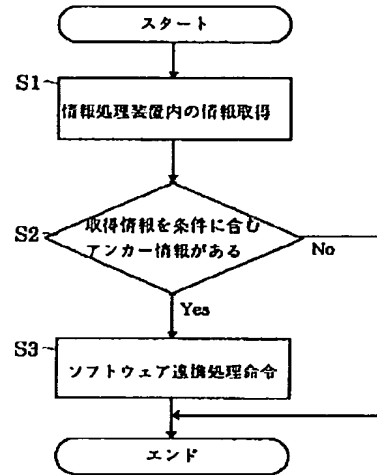 スタート
S1
情報処理装置内の情報取得
S2
取得情報を条件に含む
アンカー情報がある
No
Yes
S3
ソフトウェア連携処理命令
エンド